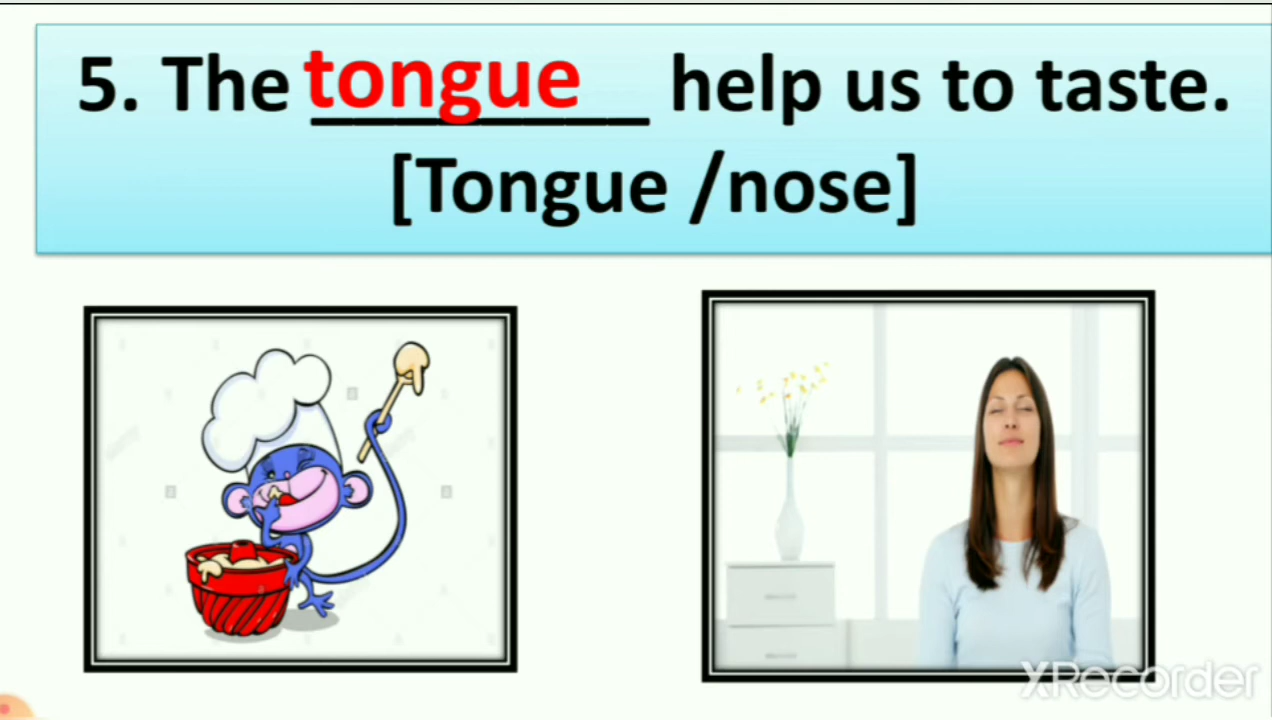 5. The tongue help us to taste.
[Tongue /nose]
XRecorder